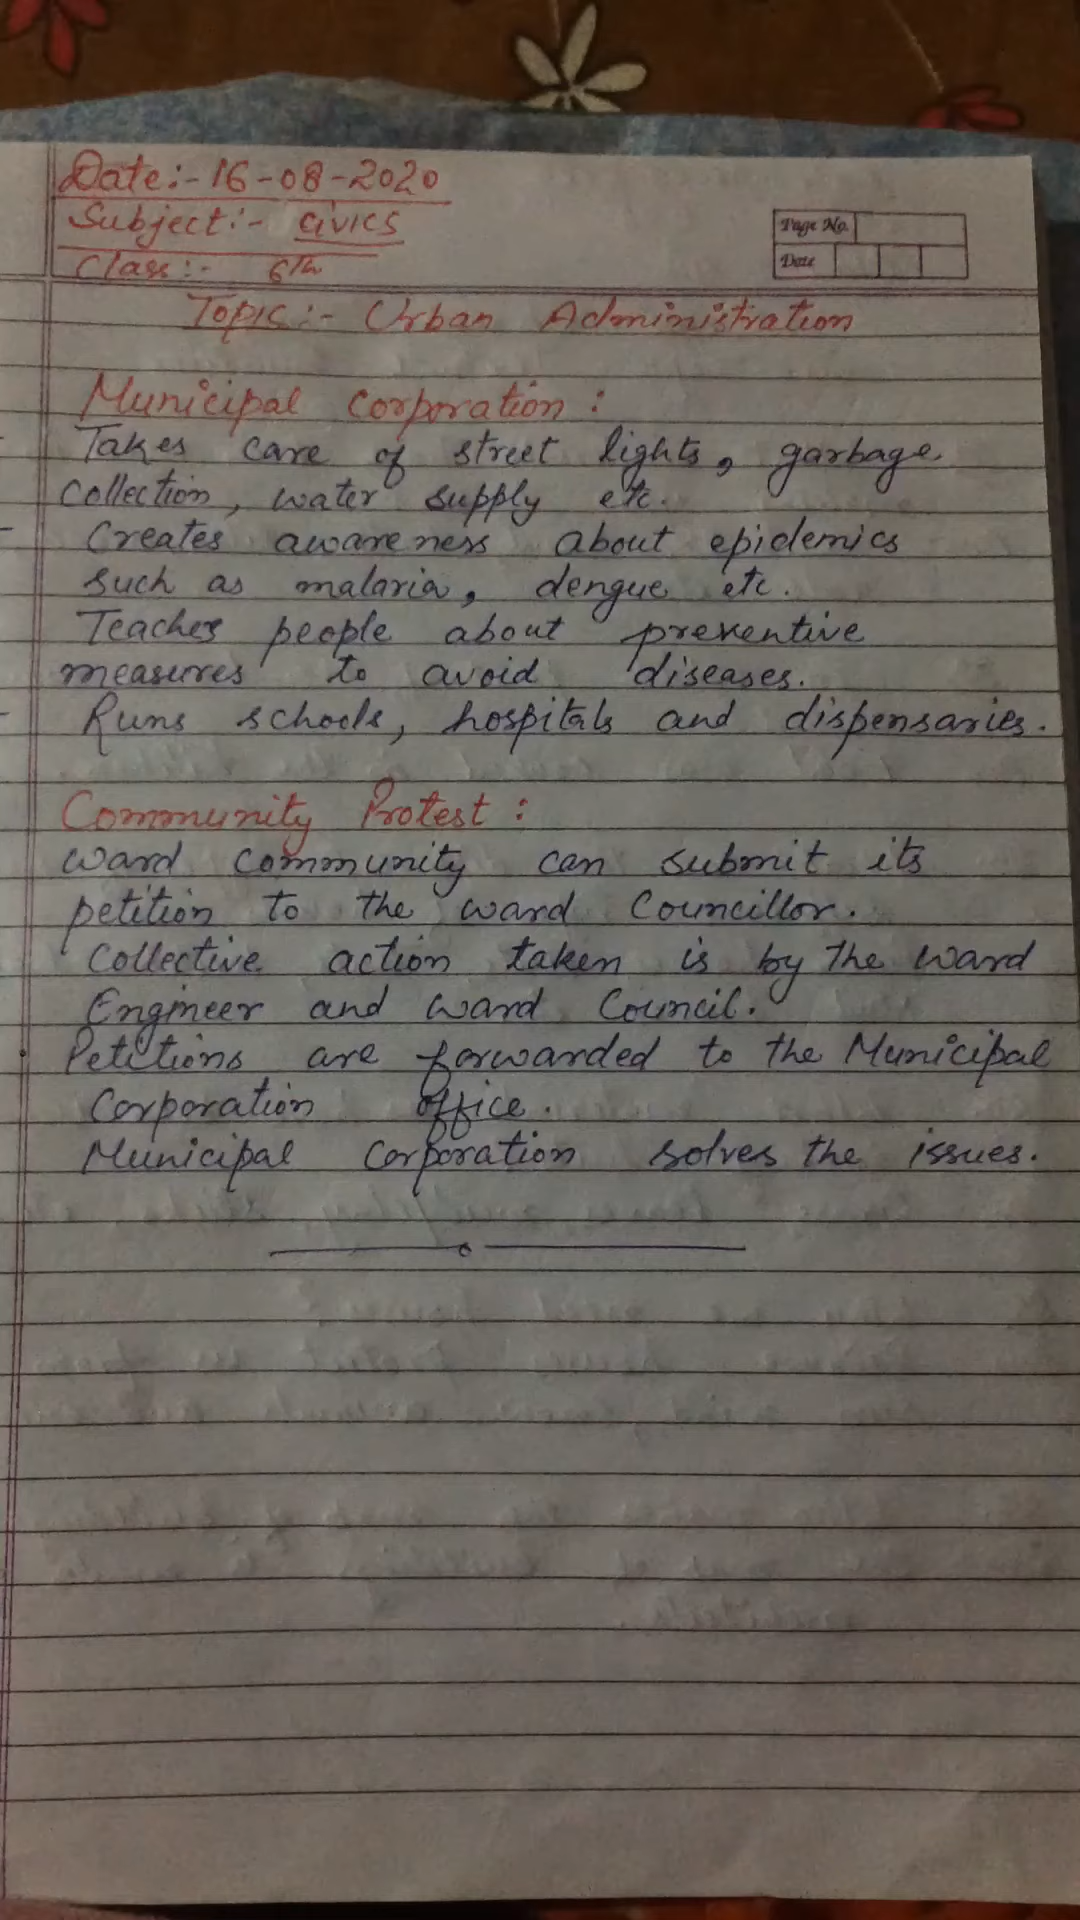 Date:- 16-08-2020
Subject:- civics
Page No.
Date
Class:- 6th
Topic:- Urban Administration
Municipal Corporation:
Takes care of street lights, garbage
collection, water supply etc.
Creates awareness about epidemics
such as malaria, dengue etc.
Teaches people about preventive
measures to avoid diseases.
Runs schools, hospitals and dispensaries.
Community Protest:
Ward community can submit its
petition to the ward Councillor.
Collective action taken is by the ward
Engineer and ward Council.
Petitions are forwarded to the Municipal
Corporation office.
Municipal Corporation solves the issues.